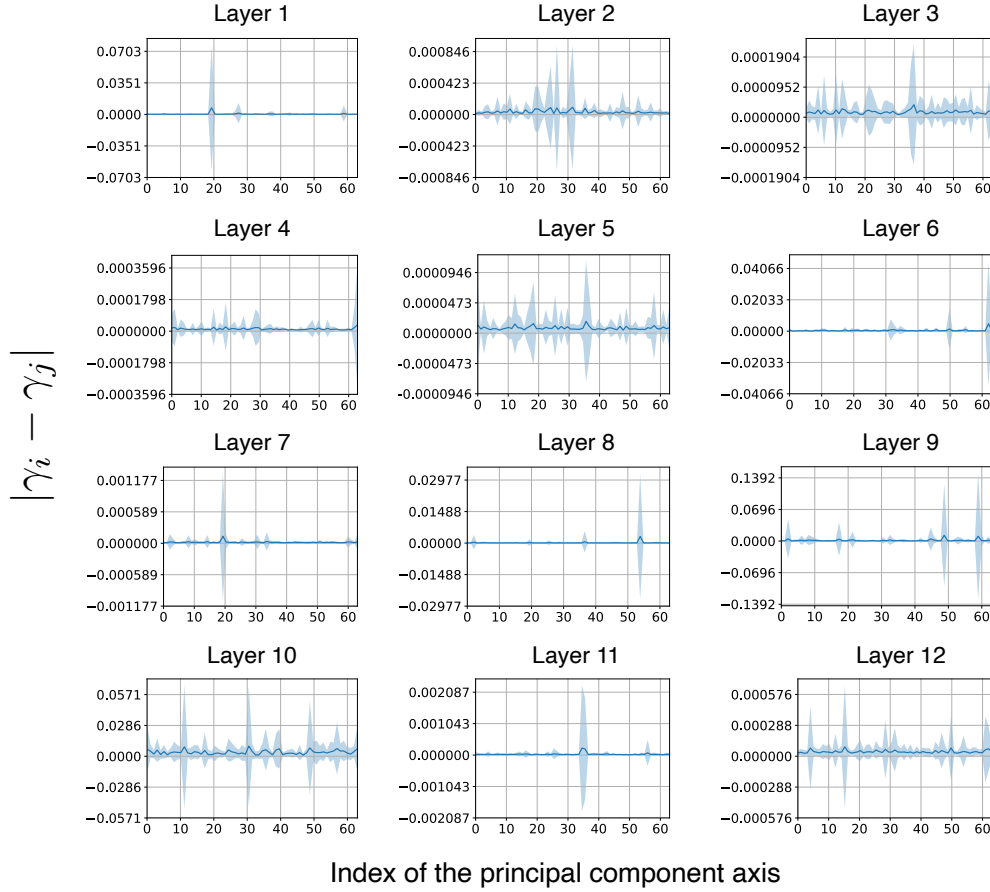 Layer 1
0.0703
0.0351
0.0000
−0.0351
−0.0703
0 10 20 30 40 50 60
Layer 2
0.000846
0.000423
0.000000
−0.000423
−0.000846
0 10 20 30 40 50 60
Layer 3
0.0001904
0.0000952
0.0000000
−0.0000952
−0.0001904
0 10 20 30 40 50 60
Layer 4
0.0003596
0.0001798
0.0000000
−0.0001798
−0.0003596
0 10 20 30 40 50 60
Layer 5
0.0000946
0.0000473
0.0000000
−0.0000473
−0.0000946
0 10 20 30 40 50 60
Layer 6
0.04066
0.02033
0.00000
−0.02033
−0.04066
0 10 20 30 40 50 60
|γi − γj|
Layer 7
0.001177
0.000589
0.000000
−0.000589
−0.001177
0 10 20 30 40 50 60
Layer 8
0.02977
0.01488
0.00000
−0.01488
−0.02977
0 10 20 30 40 50 60
Layer 9
0.1392
0.0696
0.0000
−0.0696
−0.1392
0 10 20 30 40 50 60
Layer 10
0.0571
0.0286
0.0000
−0.0286
−0.0571
0 10 20 30 40 50 60
Layer 11
0.002087
0.001043
0.000000
−0.001043
−0.002087
0 10 20 30 40 50 60
Layer 12
0.000576
0.000288
0.000000
−0.000288
−0.000576
0 10 20 30 40 50 60
Index of the principal component axis